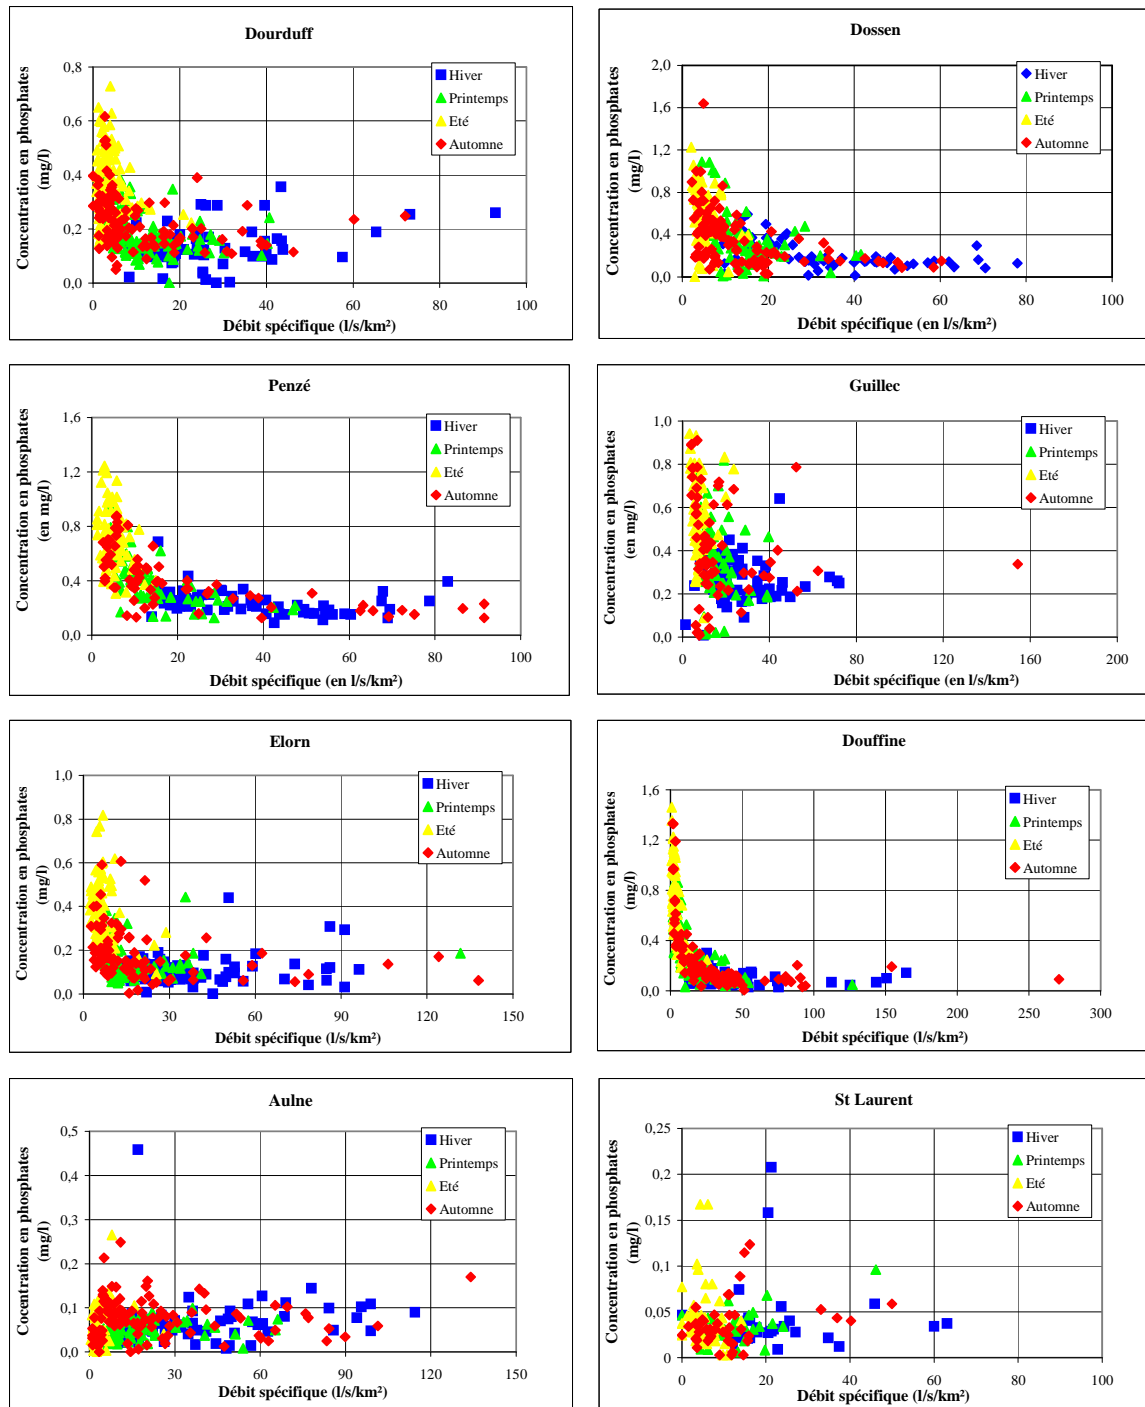 Dourduff
Concentration en phosphates
(mg/l)
0,8
0,6
0,4
0,2
0,0
0
20
40
60
80
100
Débit spécifique (l/s/km²)
Hiver
Printemps
Eté
Automne
Dossen
Concentration en phosphates
(mg/l)
2,0
1,6
1,2
0,8
0,4
0,0
0
20
40
60
80
100
Débit spécifique (en l/s/km²)
Hiver
Printemps
Eté
Automne
Penzé
Concentration en phosphates
(en mg/l)
1,6
1,2
0,8
0,4
0,0
0
20
40
60
80
100
Débit spécifique (en l/s/km²)
Hiver
Printemps
Eté
Automne
Guillec
Concentration en phosphates
(en mg/l)
1,0
0,8
0,6
0,4
0,2
0,0
0
40
80
120
160
200
Débit spécifique (en l/s/km²)
Hiver
Printemps
Eté
Automne
Elorn
Concentration en phosphates
(mg/l)
1,0
0,8
0,6
0,4
0,2
0,0
0
30
60
90
120
150
Débit spécifique (l/s/km²)
Hiver
Printemps
Eté
Automne
Douffine
Concentration en phosphates
(mg/l)
1,6
1,2
0,8
0,4
0,0
0
50
100
150
200
250
300
Débit spécifique (l/s/km²)
Hiver
Printemps
Eté
Automne
Aulne
Coocentration en phosphates
(mg/l)
0,5
0,4
0,3
0,2
0,1
0,0
0
30
60
90
120
150
Débit spécifique (l/s/km²)
Hiver
Printemps
Eté
Automne
St Laurent
Concentration en phosphates
(mg/l)
0,25
0,2
0,15
0,1
0,05
0
0
20
40
60
80
100
Débit spécifique (l/s/km²)
Hiver
Printemps
Eté
Automne